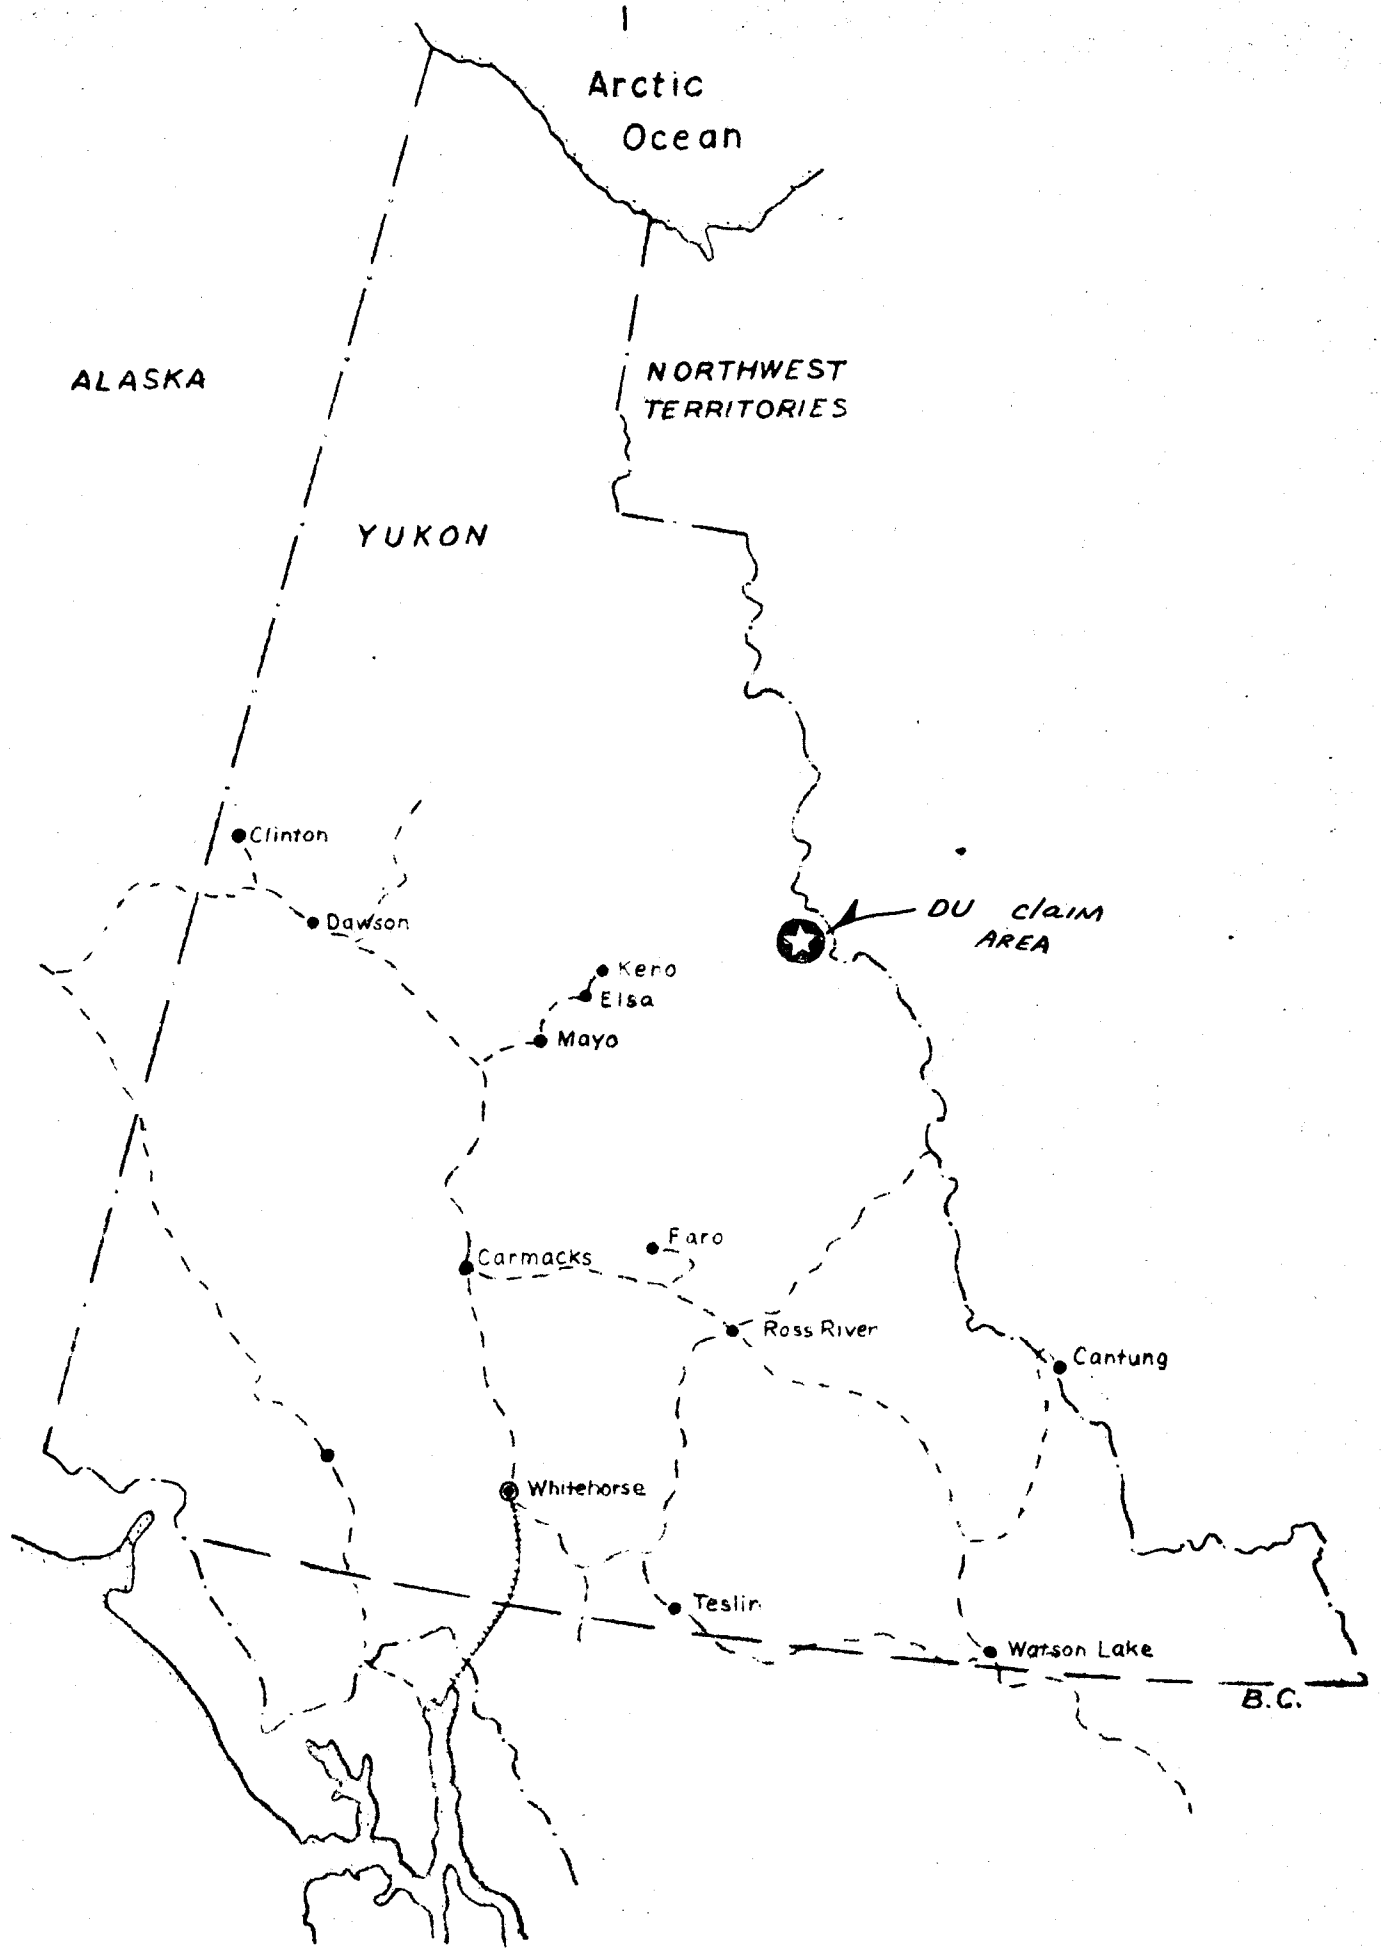 Arctic
Ocean
ALASKA
NORTHWEST
TERRITORIES
YUKON
Clinton
Dawson
DU claim
AREA
Keno
Elsa
Mayo
Faro
Carmacks
Ross River
Cantung
Whitehorse
Teslin
Watson Lake
B.C.